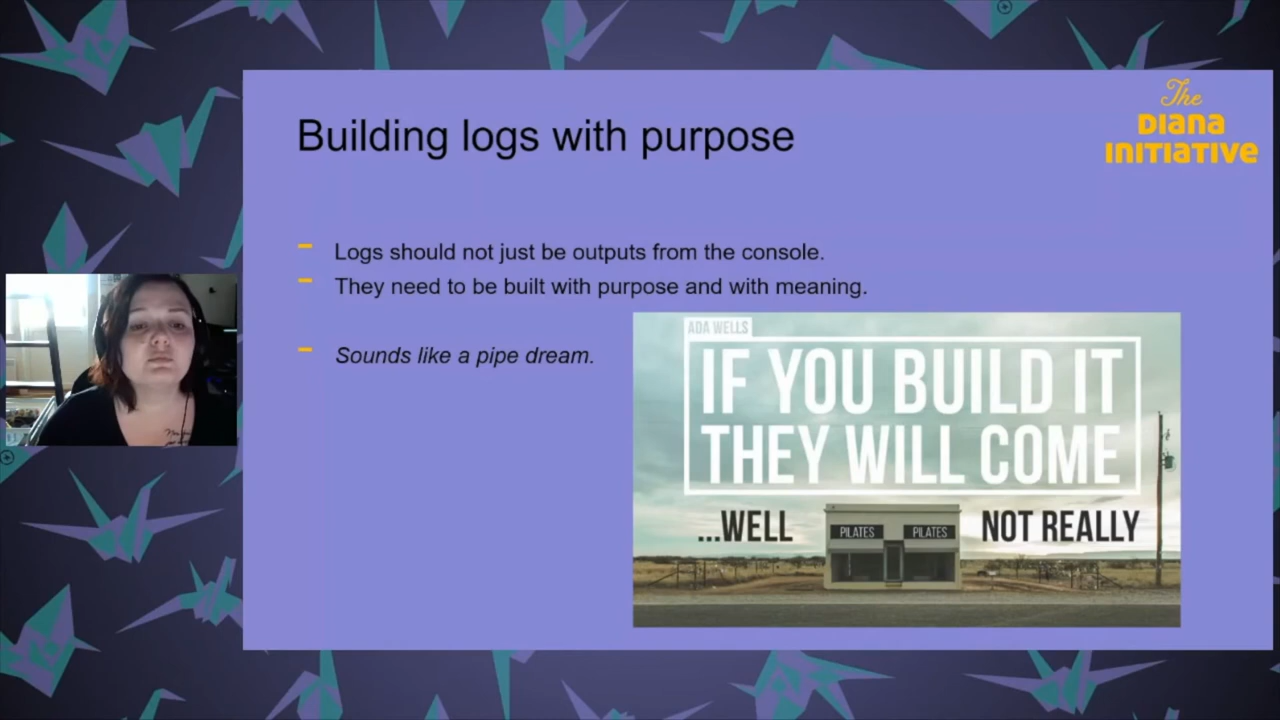 The
DIANA
INITIATIVE
Building logs with purpose
- Logs should not just be outputs from the console.
- They need to be built with purpose and with meaning.
- Sounds like a pipe dream.
ADA WELLS
IF YOU BUILD IT
THEY WILL COME
...WELL
NOT REALLY
PILATES PILATES